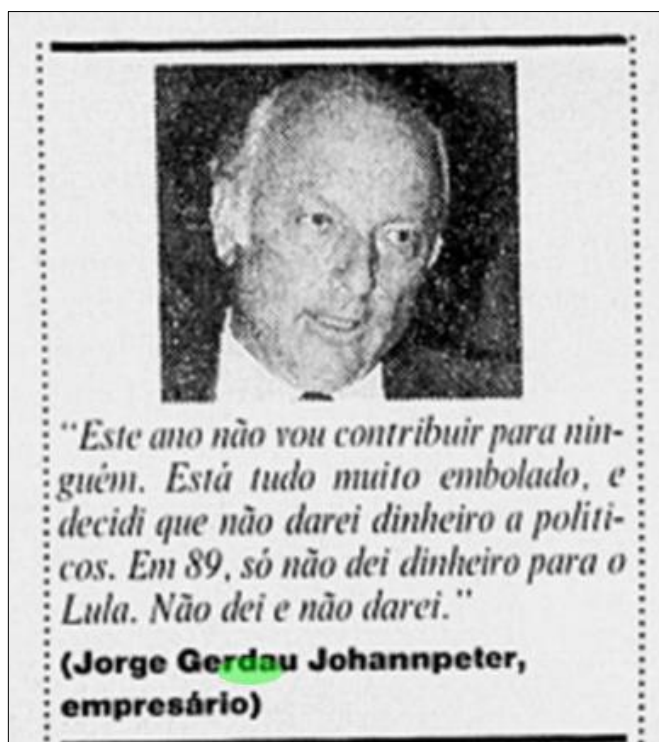 “Este ano não vou contribuir para nin-
guém. Está tudo muito embolado, e
decidi que não darei dinheiro a políti-
cos. Em 89, só não dei dinheiro para o
Lula. Não dei e não darei.”
(Jorge Gerdau Johannpeter,
empresário)